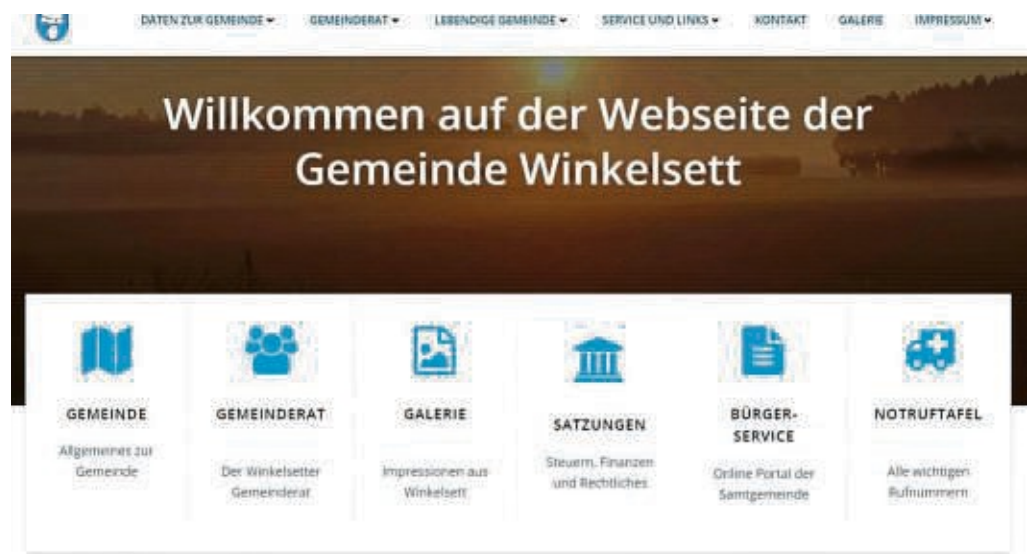 DATEN ZUR GEMEINDE GEMEINDERAT LEBENDIGE GEMEINDE SERVICE UND LINKS KONTAKT GALERIE IMPRESSUM
Willkommen auf der Webseite der
Gemeinde Winkelsett
GEMEINDE
Allgemeines zur
Gemeinde
GEMEINDERAT
Der Winkelsetter
Gemeinderat
GALERIE
Impressionen aus
Winkelsett
SATZUNGEN
Steuern, Finanzen
und Rechtliches
BÜRGER-
SERVICE
Online Portal der
Samtgemeinde
NOTRUFTAFEL
Alle wichtigen
Rufnummern